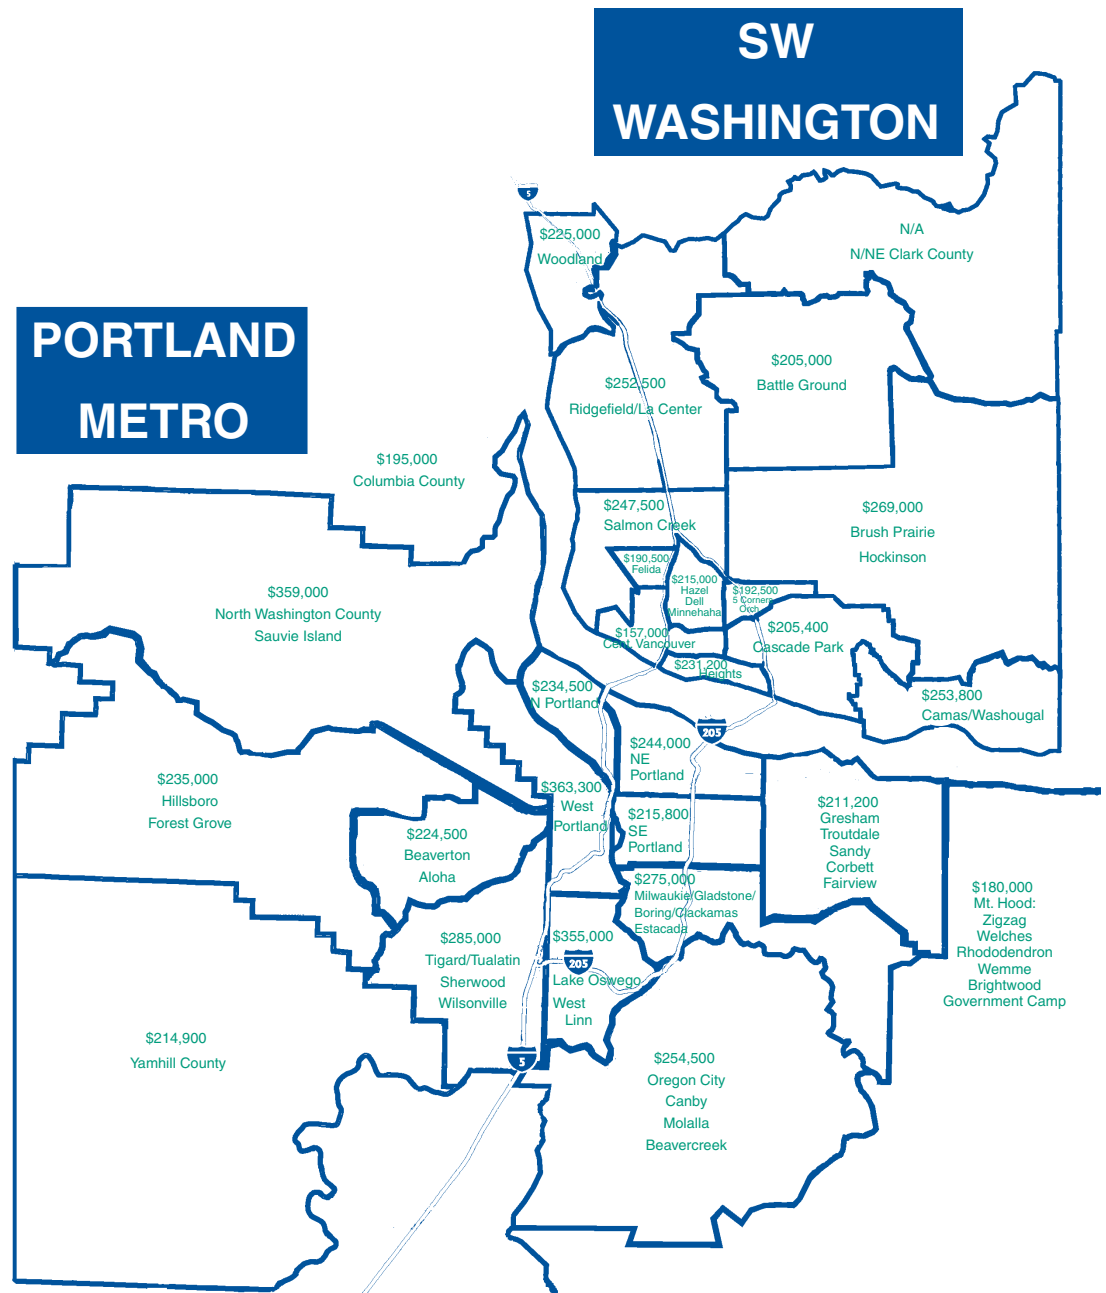 SW
WASHINGTON
5
$225,000
Woodland
N/A
N/NE Clark County
PORTLAND
METRO
$205,000
Battle Ground
$252,500
Ridgefield/La Center
$195,000
Columbia County
$247,500
Salmon Creek
$269,000
Brush Prairie
Hockinson
$190,500
Felida
$215,000
Hazel
Dell
Minnehaha
$192,500
5 Corners
Orch
$359,000
North Washington County
Sauvie Island
$157,000
Cent. Vancouver
$205,400
Cascade Park
$231,200
Heights
$253,800
Camas/Washougal
$234,500
N Portland
205
$244,000
NE
Portland
$235,000
Hillsboro
Forest Grove
$363,300
West
Portland
$215,800
SE
Portland
$211,200
Gresham
Troutdale
Sandy
Corbett
Fairview
$224,500
Beaverton
Aloha
$275,000
Milwaukie/Gladstone/
Boring/Clackamas
Estacada
$180,000
Mt. Hood:
Zigzag
Welches
Rhododendron
Wemme
Brightwood
Government Camp
$285,000
Tigard/Tualatin
Sherwood
Wilsonville
$355,000
205
Lake Oswego
West
Linn
$214,900
Yamhill County
5
$254,500
Oregon City
Canby
Molalla
Beavercreek